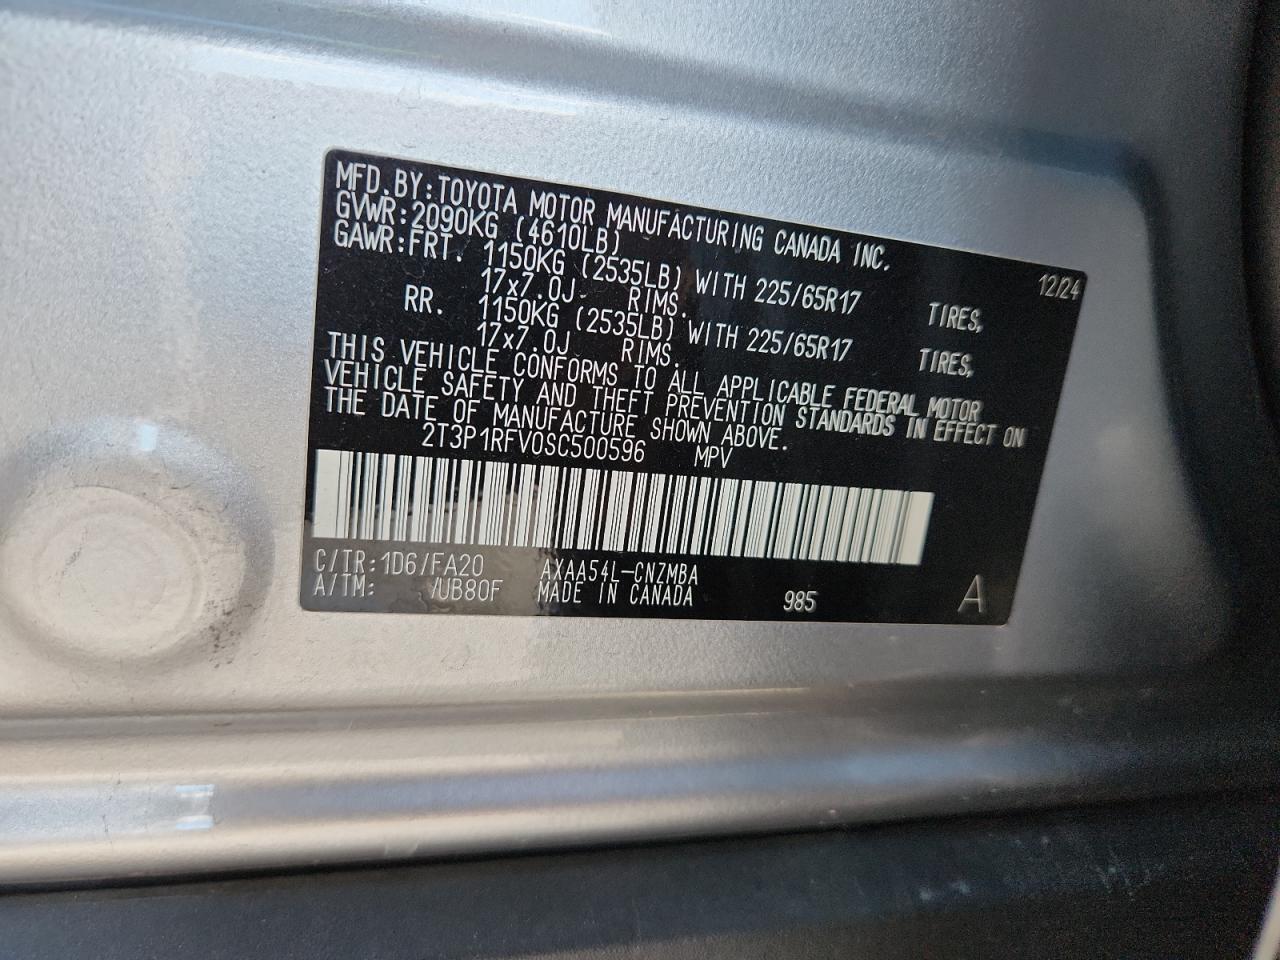 MFD.BY:TOYOTA MOTOR MANUFACTURING CANADA INC.
GVWR:2090KG (4610LB) 12/24
GAWR:FRT. 1150KG (2535LB) WITH 225/65R17 TIRES,
17x7.0J RIMS.
RR. 1150KG (2535LB) WITH 225/65R17 TIRES,
17x7.0J RIMS.
THIS VEHICLE CONFORMS TO ALL APPLICABLE FEDERAL MOTOR
VEHICLE SAFETY AND THEFT PREVENTION STANDARDS IN EFFECT ON
THE DATE OF MANUFACTURE SHOWN ABOVE.
2T3P1RFV0SC500596 MPV
C/TR:1D6/FA20 AXAA54L-CNZMBA
A/TM: /UB80F MADE IN CANADA 985 A